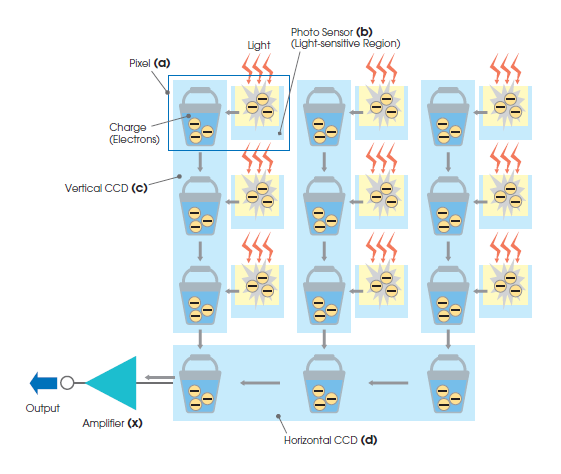 Photo Sensor (b)
(Light-sensitive Region)
Light
Pixel (a)
Charge
(Electrons)
Vertical CCD (c)
Output
Amplifier (x)
Horizontal CCD (d)